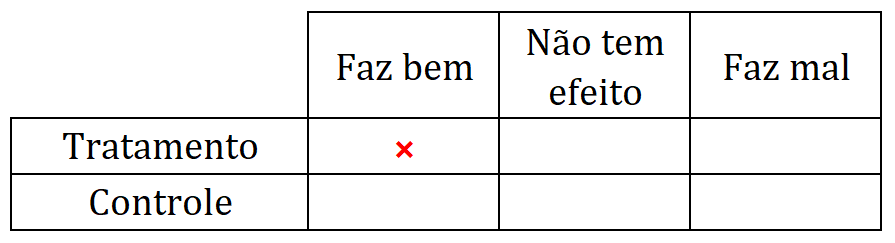 Faz bem
Não tem
efeito
Faz mal
Tratamento
×
Controle